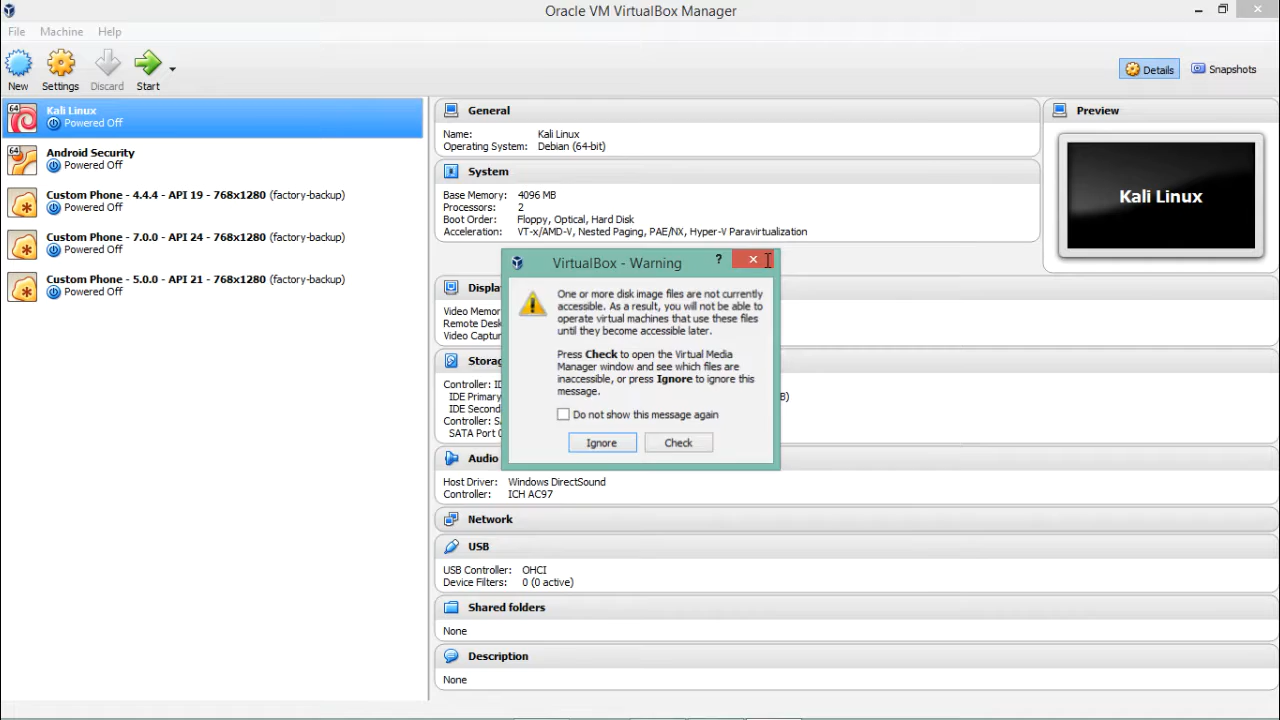 Oracle VM VirtualBox Manager
File Machine Help
New Settings Discard Start
Details Snapshots
64 Kali Linux
Powered Off
64 Android Security
Powered Off
Custom Phone - 4.4.4 - API 19 - 768x1280 (factory-backup)
Powered Off
Custom Phone - 7.0.0 - API 24 - 768x1280 (factory-backup)
Powered Off
Custom Phone - 5.0.0 - API 21 - 768x1280 (factory-backup)
Powered Off
General
Name: Kali Linux
Operating System: Debian (64-bit)
System
Base Memory: 4096 MB
Processors: 2
Boot Order: Floppy, Optical, Hard Disk
Acceleration: VT-x/AMD-V, Nested Paging, PAE/NX, Hyper-V Paravirtualization
Preview
Kali Linux
Video Memor
Remote Desk
Video Captur
Storag
Controller: ID
IDE Primary
IDE Second
SATA Port 0
Audio
Host Driver: Windows DirectSound
Controller: ICH AC97
Network
USB
USB Controller: OHCI
Device Filters: 0 (0 active)
Shared folders
None
Description
None
VirtualBox - Warning
?
One or more disk image files are not currently
accessible. As a result, you will not be able to
operate virtual machines that use these files
until they become accessible later.
Press Check to open the Virtual Media
Manager window and see which files are
inaccessible, or press Ignore to ignore this
message.
Do not show this message again
Ignore Check